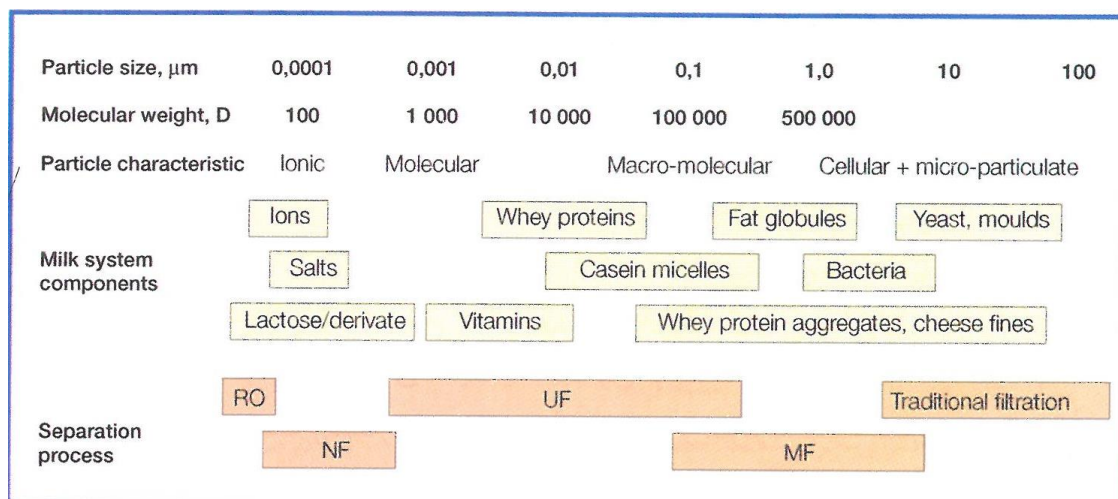 Particle size, μm 0,0001 0,001 0,01 0,1 1,0 10 100
Molecular weight, D 100 1 000 10 000 100 000 500 000
Particle characteristic Ionic Molecular Macro-molecular Cellular + micro-particulate
Ions Whey proteins Fat globules Yeast, moulds
Milk system
components
Salts Casein micelles Bacteria
Lactose/derivate Vitamins Whey protein aggregates, cheese fines
RO UF Traditional filtration
Separation
process
NF MF